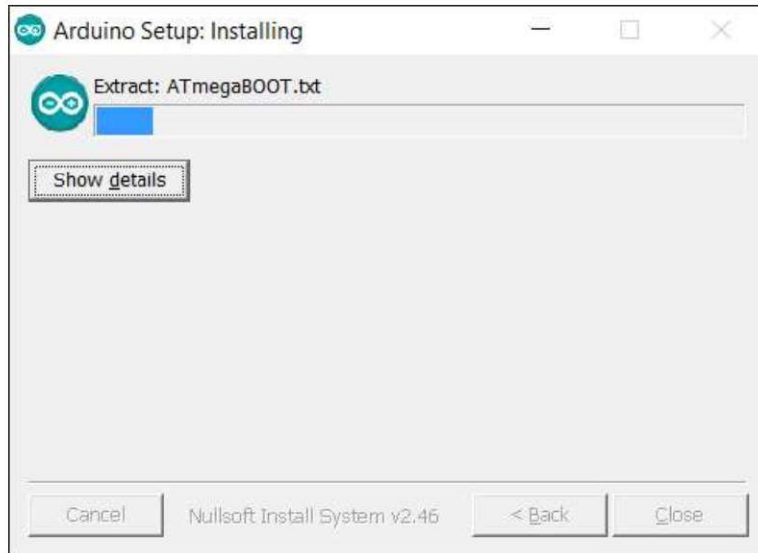 Arduino Setup: Installing
Extract: ATmegaBOOT.txt
Show details
Cancel Nullsoft Install System v2.46 < Back Close